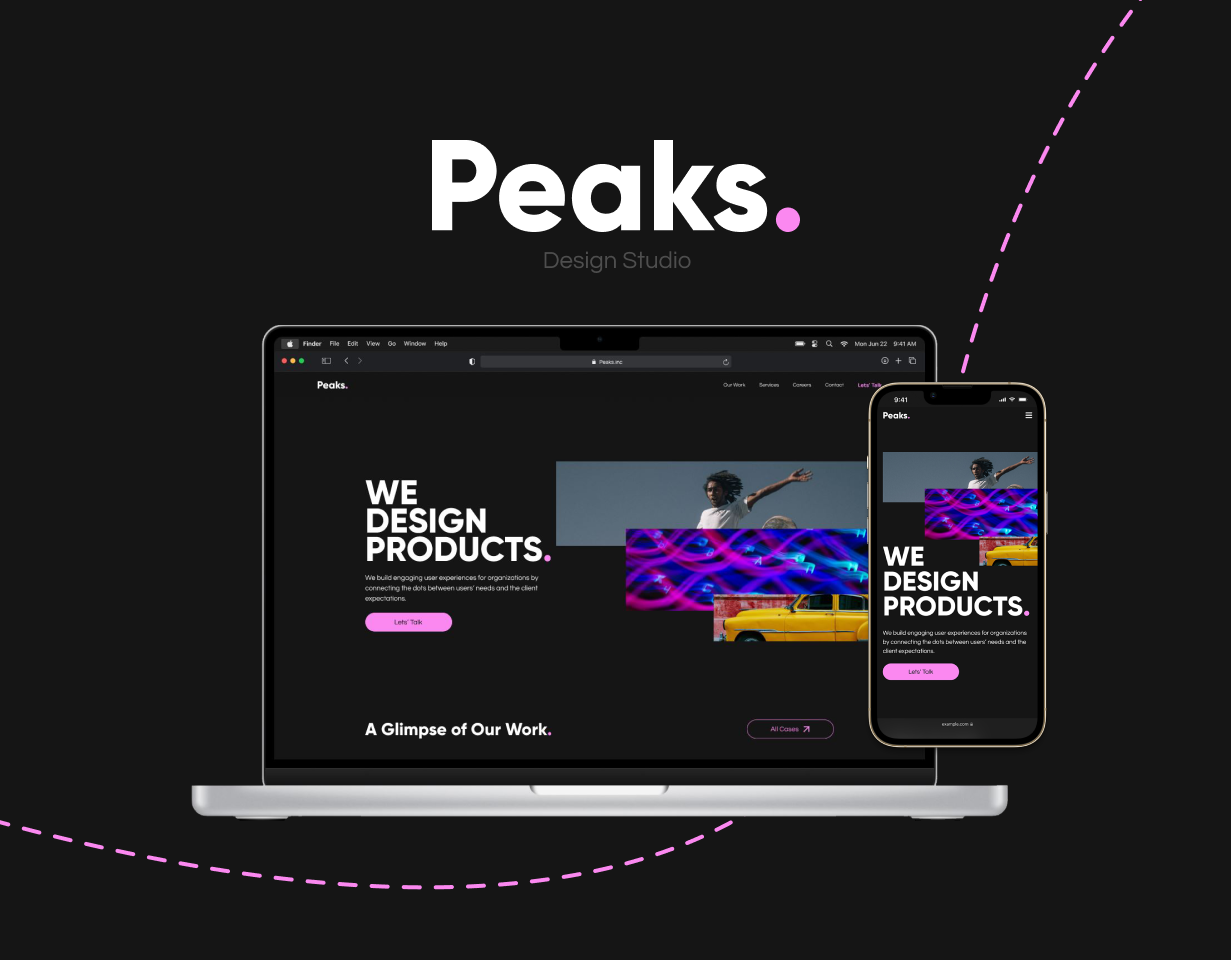 Peaks.
Design Studio
Finder File Edit View Go Window Help
Mon Jun 22 9:41 AM
Peaks.inc
Peaks.
Our Work Services Careers Contact Lets' Talk
WE
DESIGN
PRODUCTS.
We build engaging user experiences for organizations by
connecting the dots between users' needs and the client
expectations.
Lets' Talk
A Glimpse of Our Work.
All Cases
9:41
Peaks.
WE
DESIGN
PRODUCTS.
We build engaging user experiences for organizations
by connecting the dots between users' needs and the
client expectations.
Lets' Talk
example.com